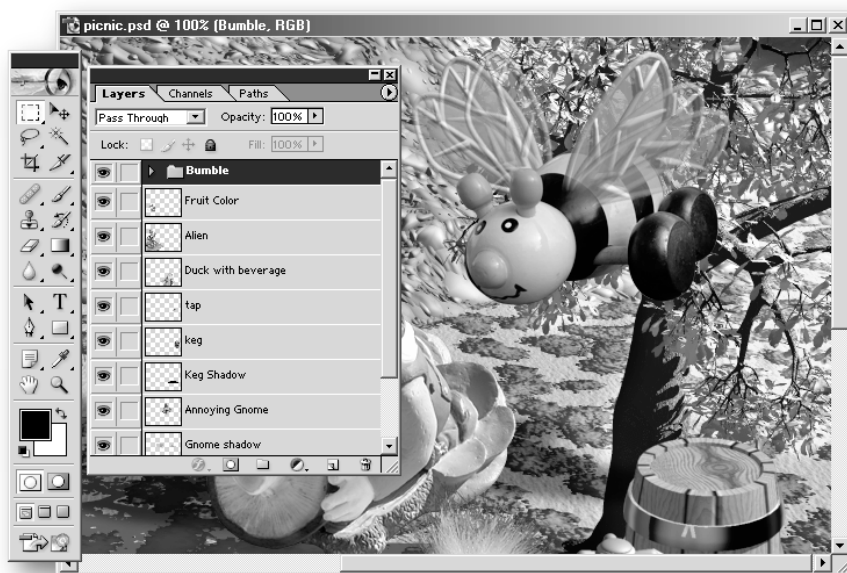 picnic.psd @ 100% (Bumble, RGB)
Layers Channels Paths
Pass Through Opacity: 100%
Lock: Fill: 100%
Bumble
Fruit Color
Alien
Duck with beverage
tap
keg
Keg Shadow
Annoying Gnome
Gnome shadow
T